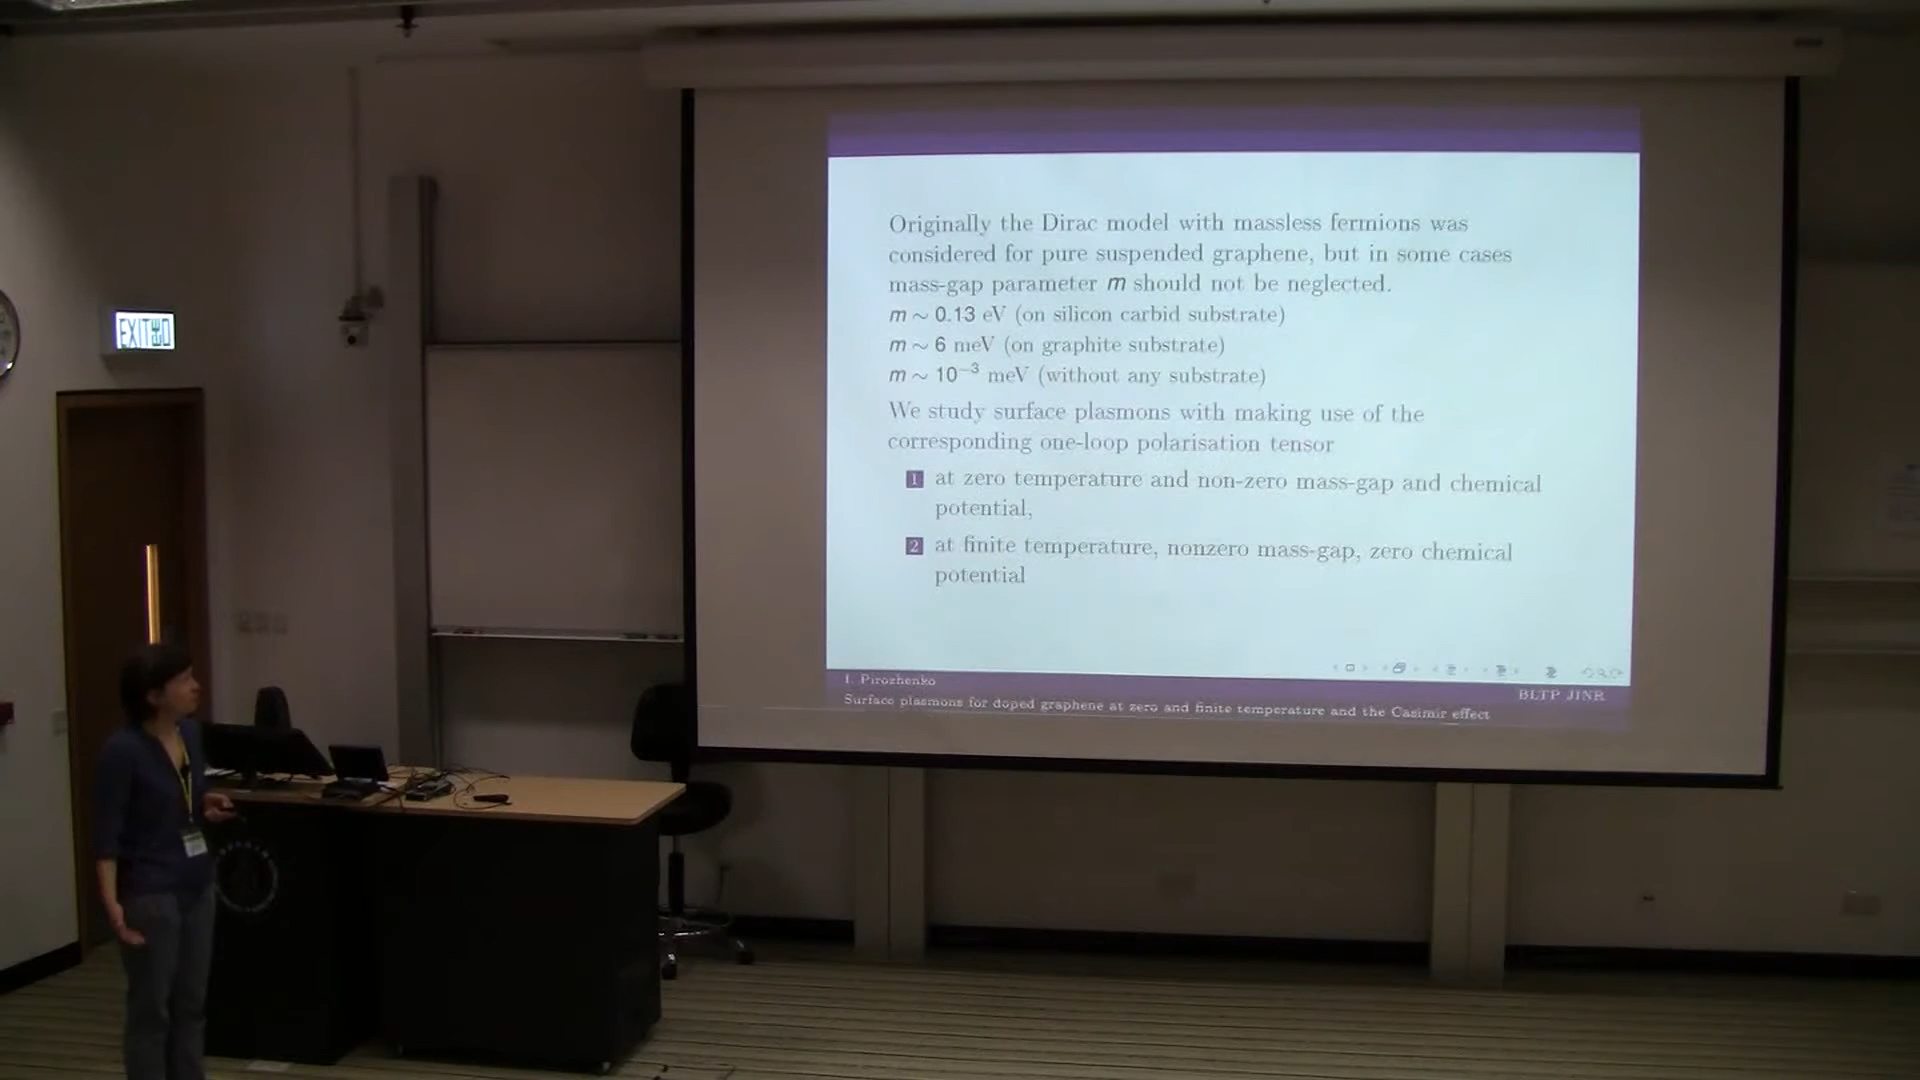 EXIT
Originally the Dirac model with massless fermions was
considered for pure suspended graphene, but in some cases
mass-gap parameter m should not be neglected.
m ∼ 0.13 eV (on silicon carbid substrate)
m ∼ 6 meV (on graphite substrate)
m ∼ 10⁻³ meV (without any substrate)
We study surface plasmons with making use of the
corresponding one-loop polarisation tensor
1 at zero temperature and non-zero mass-gap and chemical
potential,
2 at finite temperature, nonzero mass-gap, zero chemical
potential
I. Pirozhenko
BLTP JINR
Surface plasmons for doped graphene at zero and finite temperature and the Casimir effect